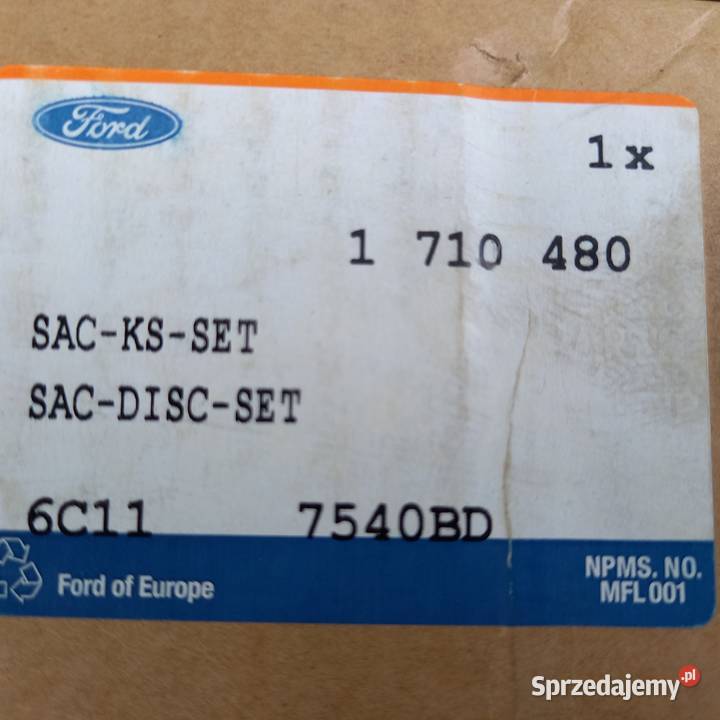 Ford
1x
1 710 480
SAC-KS-SET
SAC-DISC-SET
6C11 7540BD
Ford of Europe
NPMS. NO.
MFL 001
Sprzedajemy.pl